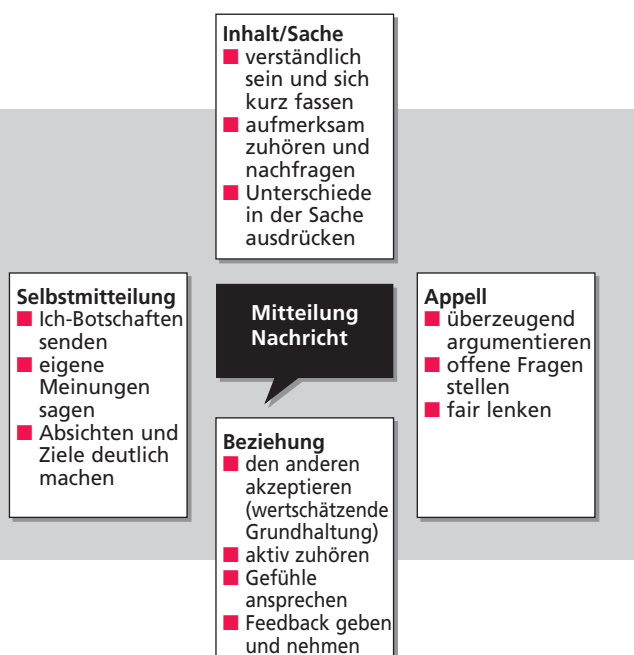 Inhalt/Sache
■ verständlich
sein und sich
kurz fassen
■ aufmerksam
zuhören und
nachfragen
■ Unterschiede
in der Sache
ausdrücken
Selbstmitteilung
■ Ich-Botschaften
senden
■ eigene
Meinungen
sagen
■ Absichten und
Ziele deutlich
machen
Mitteilung
Nachricht
Appell
■ überzeugend
argumentieren
■ offene Fragen
stellen
■ fair lenken
Beziehung
■ den anderen
akzeptieren
(wertschätzende
Grundhaltung)
■ aktiv zuhören
■ Gefühle
ansprechen
■ Feedback geben
und nehmen